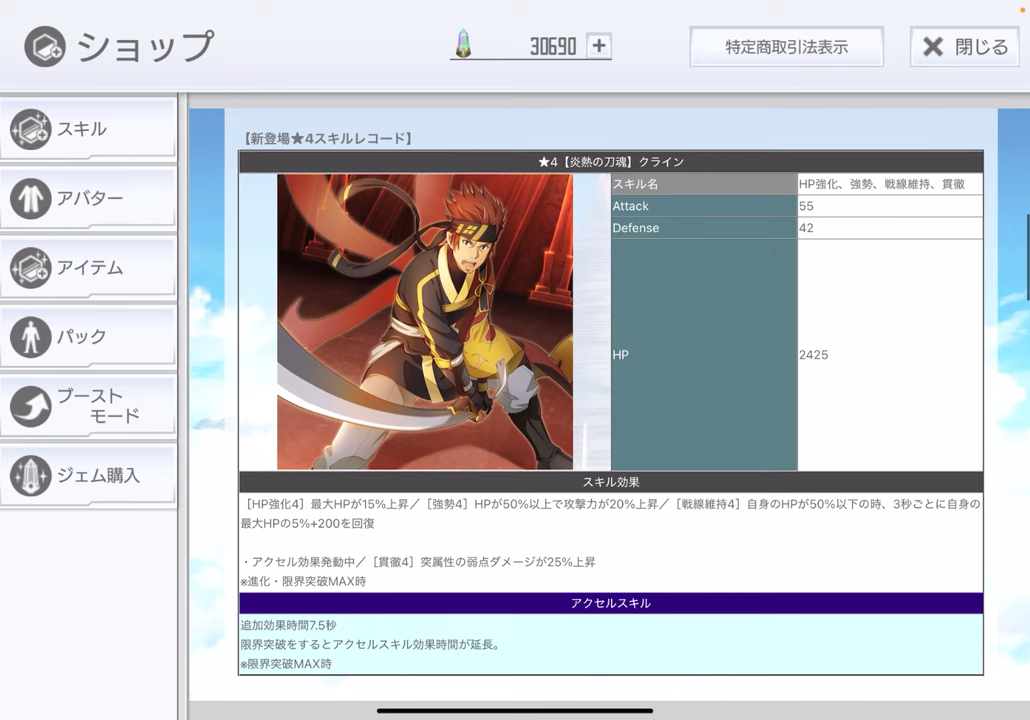 ショップ
30690
特定商取引法表示
閉じる
スキル
アバター
アイテム
パック
ブースト
モード
ジェム購入
【新登場★4スキルレコード】
★4【炎熱の刀魂】クライン
スキル名 HP強化、強勢、戦線維持、貫徹
Attack 55
Defense 42
HP 2425
スキル効果
［HP強化4］最大HPが15%上昇／［強勢4］HPが50%以上で攻撃力が20%上昇／［戦線維持4］自身のHPが50%以下の時、3秒ごとに自身の
最大HPの5%+200を回復
・アクセル効果発動中／［貫徹4］突属性の弱点ダメージが25%上昇
※進化・限界突破MAX時
アクセルスキル
追加効果時間7.5秒
限界突破をするとアクセルスキル効果時間が延長。
※限界突破MAX時